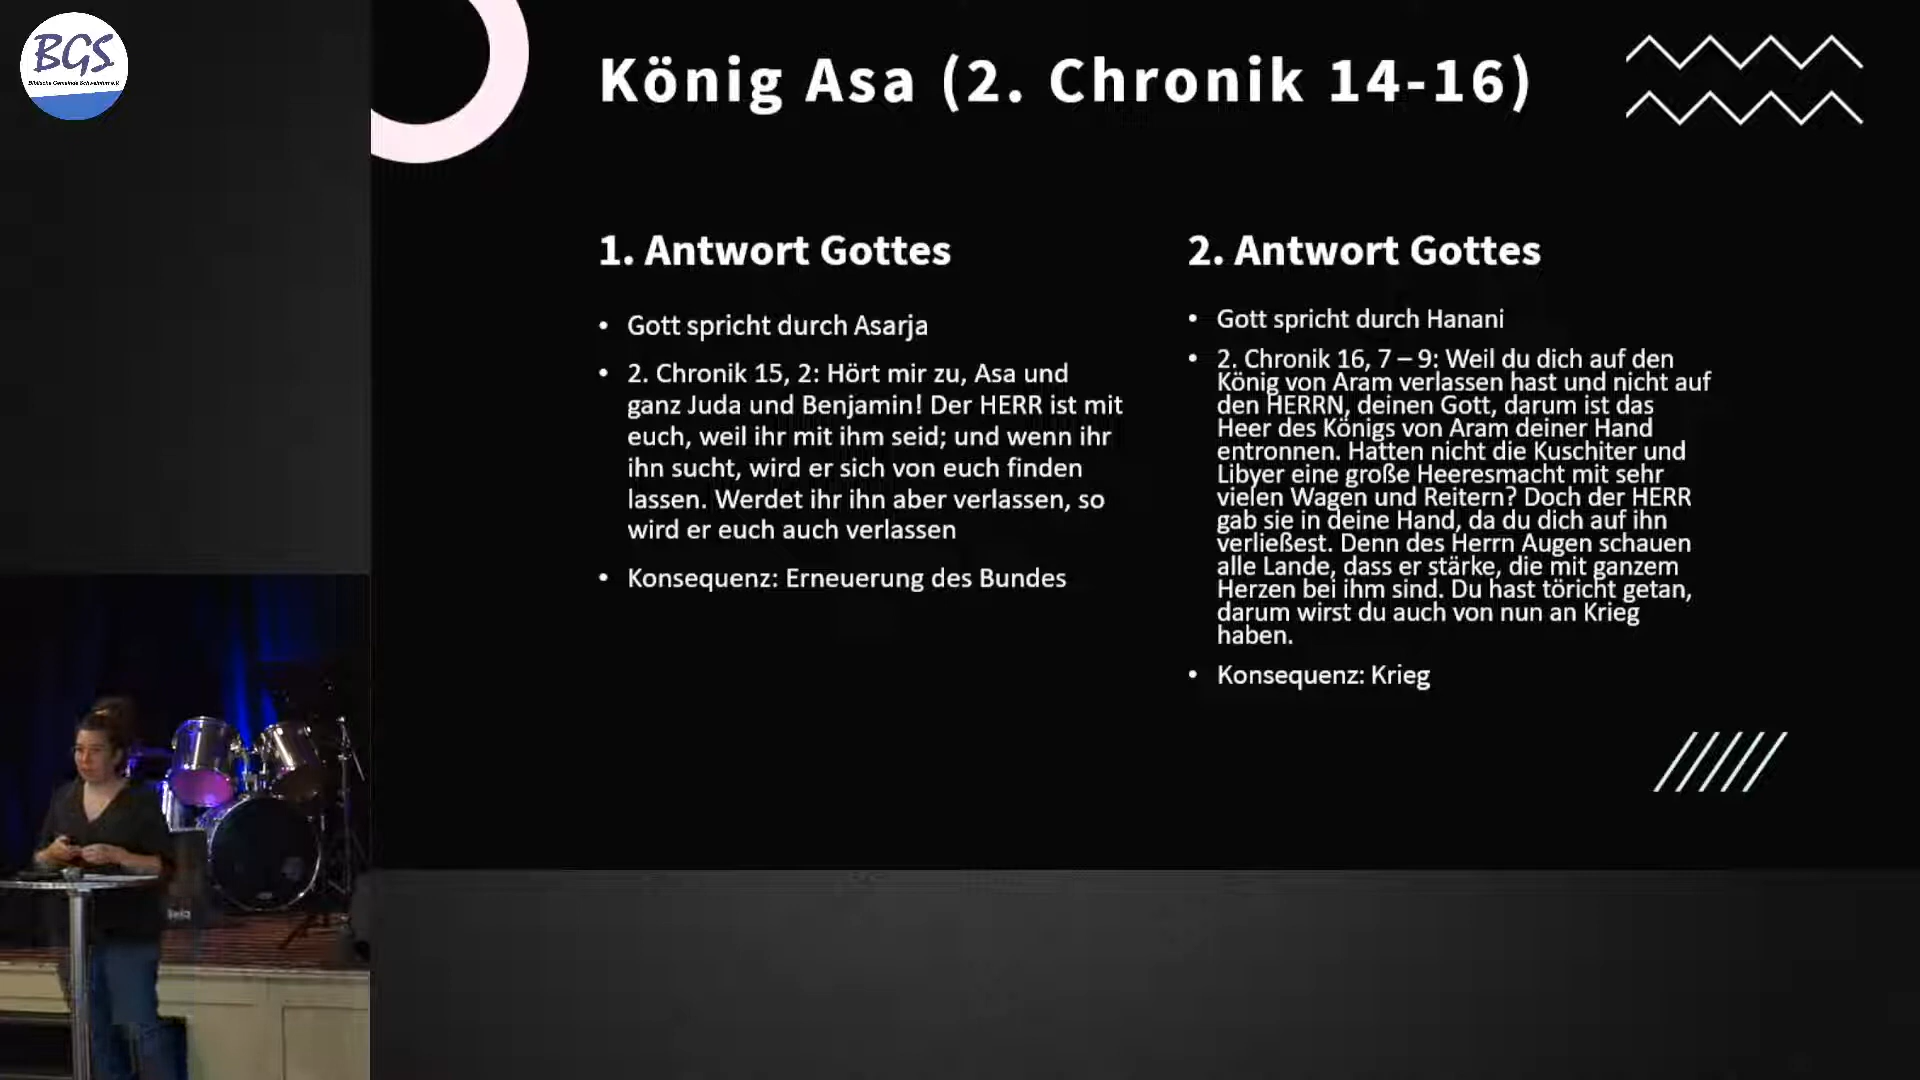 BGS
Biblische Gemeinde Schweinfurt e.V.
König Asa (2. Chronik 14-16)
1. Antwort Gottes
• Gott spricht durch Asarja
• 2. Chronik 15, 2: Hört mir zu, Asa und
ganz Juda und Benjamin! Der HERR ist mit
euch, weil ihr mit ihm seid; und wenn ihr
ihn sucht, wird er sich von euch finden
lassen. Werdet ihr ihn aber verlassen, so
wird er euch auch verlassen
• Konsequenz: Erneuerung des Bundes
2. Antwort Gottes
• Gott spricht durch Hanani
• 2. Chronik 16, 7 – 9: Weil du dich auf den
König von Aram verlassen hast und nicht auf
den HERRN, deinen Gott, darum ist das
Heer des Königs von Aram deiner Hand
entronnen. Hatten nicht die Kuschiter und
Libyer eine große Heeresmacht mit sehr
vielen Wagen und Reitern? Doch der HERR
gab sie in deine Hand, da du dich auf ihn
verließest. Denn des Herrn Augen schauen
alle Lande, dass er stärke, die mit ganzem
Herzen bei ihm sind. Du hast töricht getan,
darum wirst du auch von nun an Krieg
haben.
• Konsequenz: Krieg